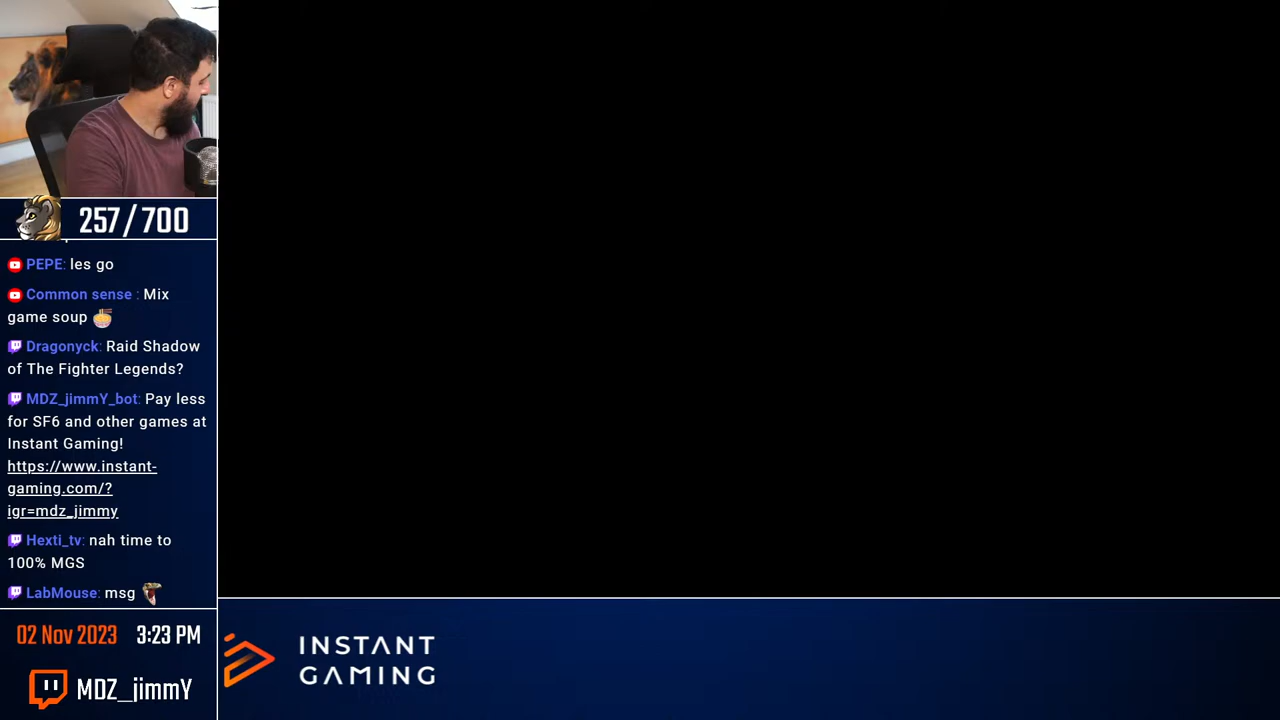 257/700
PEPE: les go
Common sense : Mix
game soup
Dragonyck: Raid Shadow
of The Fighter Legends?
MDZ_jimmY_bot: Pay less
for SF6 and other games at
Instant Gaming!
https://www.instant-
gaming.com/?
igr=mdz_jimmy
Hexti_tv: nah time to
100% MGS
LabMouse: msg
02 Nov 2023 3:23 PM
MDZ_jimmY
INSTANT
GAMING